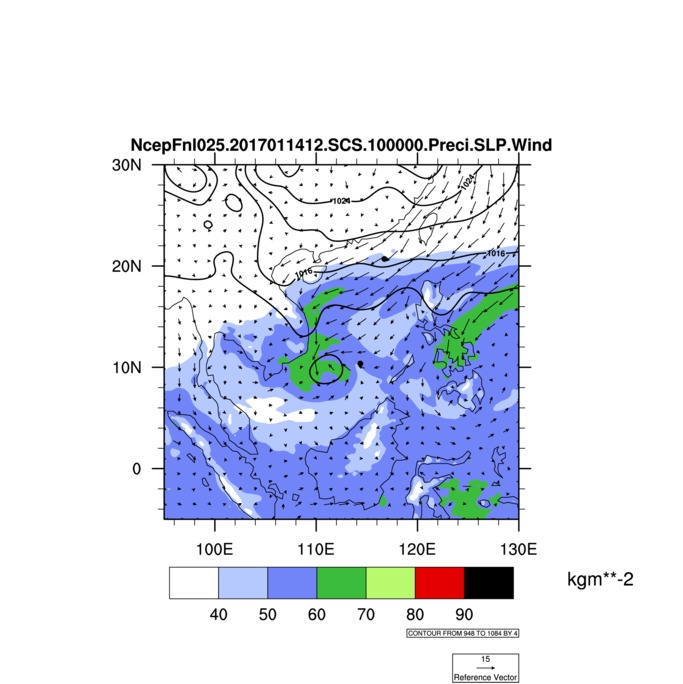 NcepFnl025.2017011412.SCS.100000.Preci.SLP.Wind
30N
1024
1024
20N
1016
1016
10N
0
100E 110E 120E 130E
kgm**-2
40 50 60 70 80 90
CONTOUR FROM 948 TO 1084 BY 4
15
Reference Vector